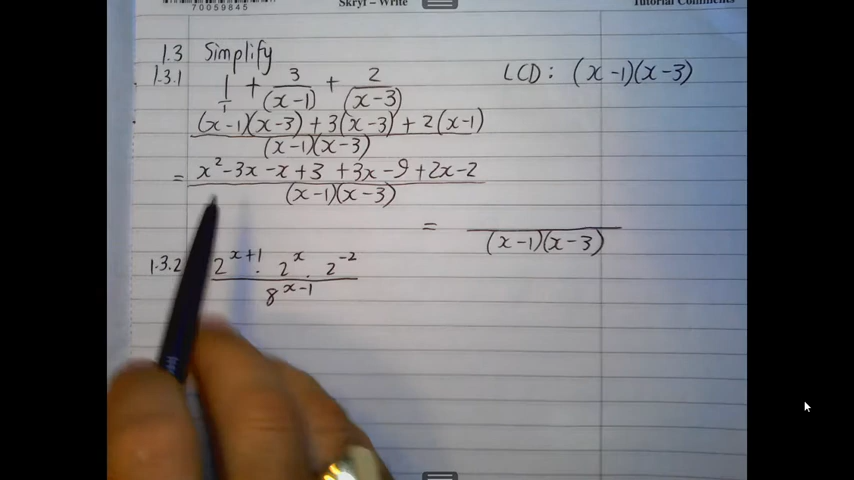 70059845
Skryf – Write
Tutorial Comments
1.3 Simplify
1.3.1 1/1 + 3/(x-1) + 2/(x-3) LCD: (x-1)(x-3)
(x-1)(x-3) + 3(x-3) + 2(x-1)
(x-1)(x-3)
= x² - 3x - x + 3 + 3x - 9 + 2x - 2
(x-1)(x-3)
=
(x-1)(x-3)
1.3.2 2^(x+1) . 2^x . 2^(-2)
8^(x-1)